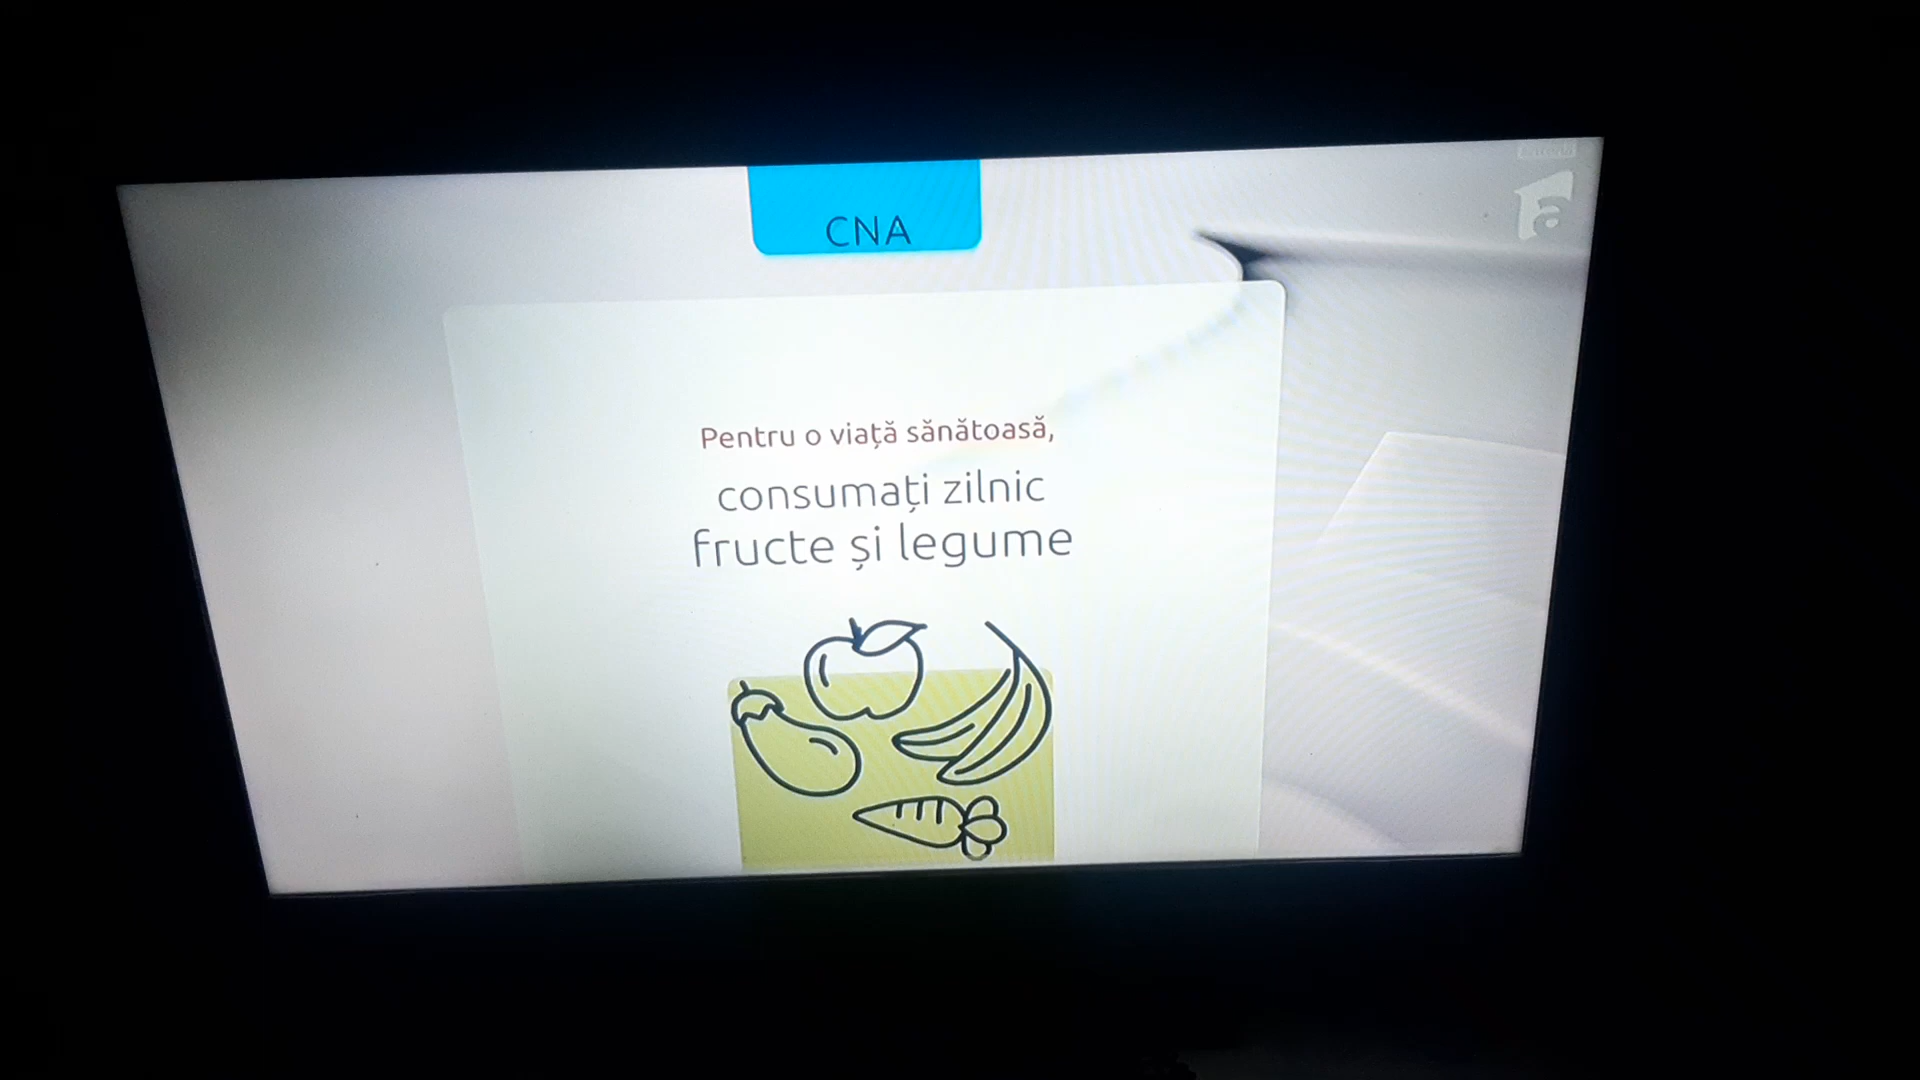 CNA
Pentru o viață sănătoasă,
consumați zilnic
fructe și legume